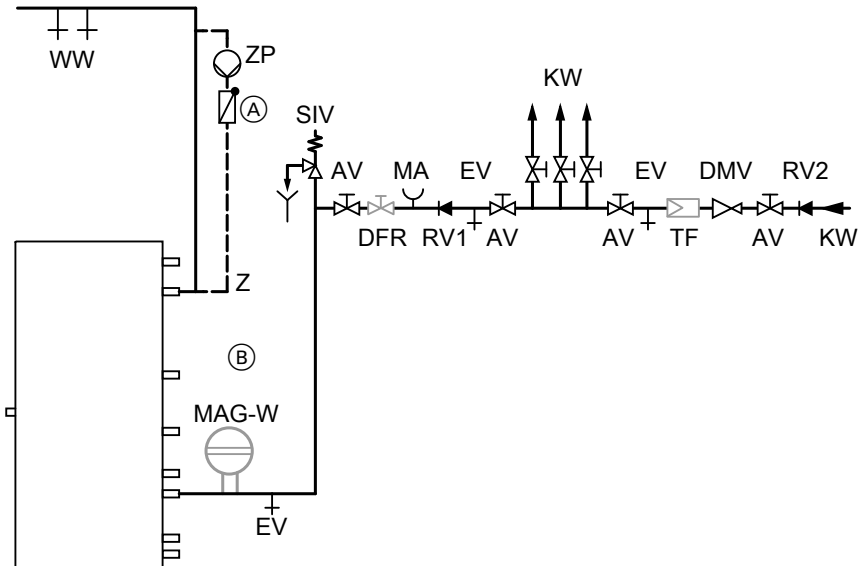 WW
ZP
A
KW
SIV
AV MA EV EV DMV RV2
DFR RV1 AV AV TF AV KW
Z
B
MAG-W
EV